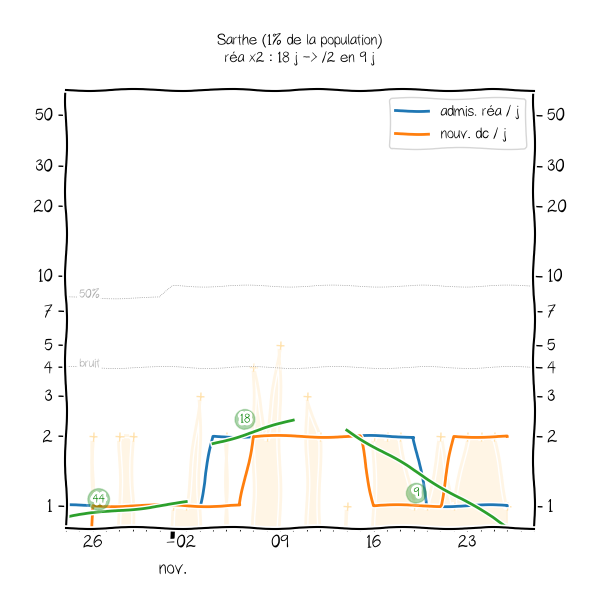 Sarthe (1% de la population)
réa x2 : 18 j -> /2 en 9 j
admis. réa / j
nouv. dc / j
50 50
30 30
20 20
10 10
7 7
5 5
4 4
3 3
2 2
1 1
50%
bruit
44
18
9
26 02 09 16 23
nov.